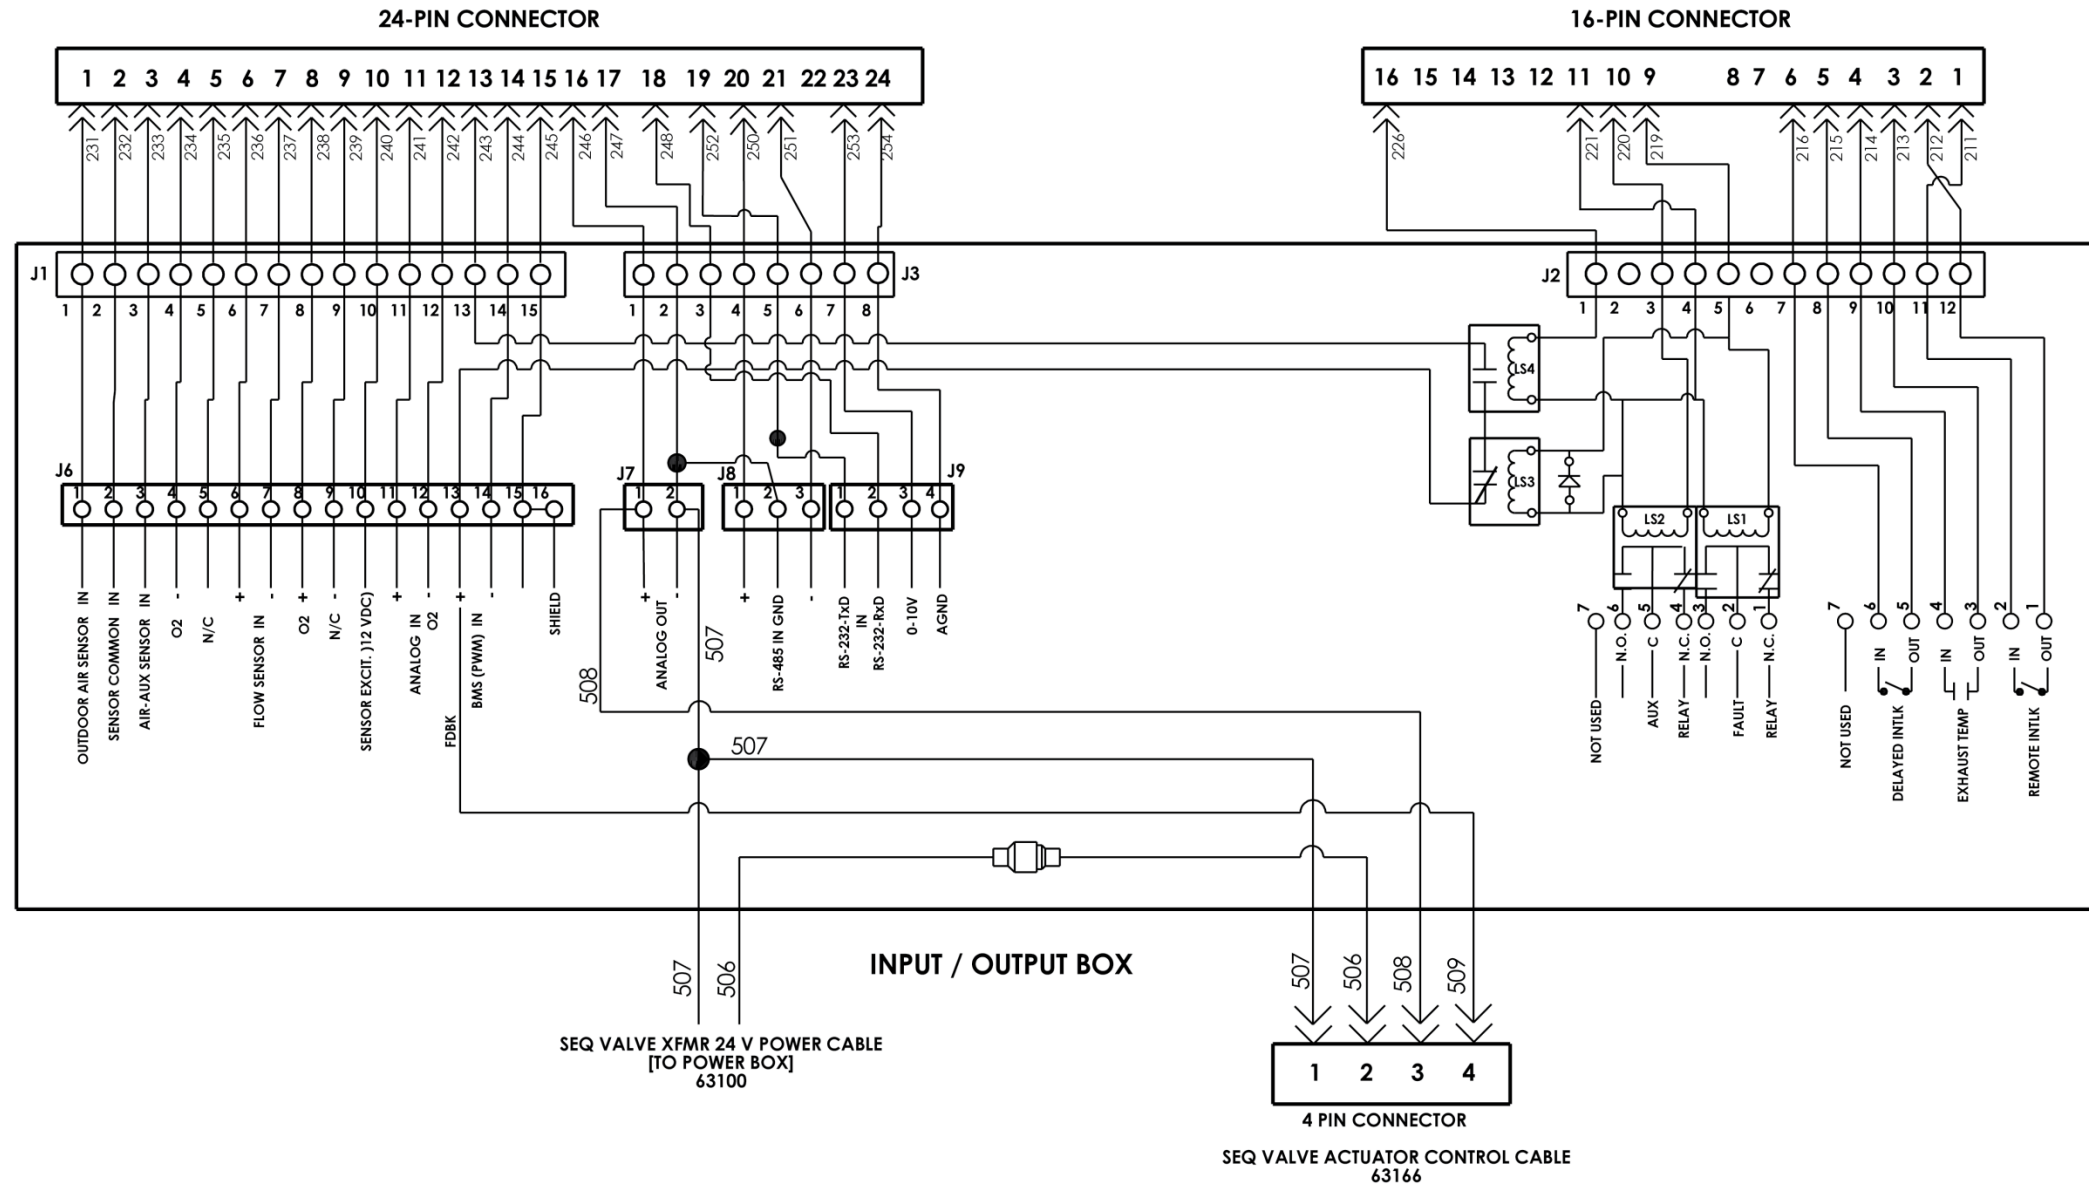 24-PIN CONNECTOR
16-PIN CONNECTOR
1 2 3 4 5 6 7 8 9 10 11 12 13 14 15 16 17 18 19 20 21 22 23 24
16 15 14 13 12 11 10 9 8 7 6 5 4 3 2 1
231 232 233 234 235 236 237 238 239 240 241 242 243 244 245 246 247 248 252 250 251 253 254
226 221 220 219 216 215 214 213 212 211
J1
J3
J2
1 2 3 4 5 6 7 8 9 10 11 12 13 14 15
1 2 3 4 5 6 7 8
1 2 3 4 5 6 7 8 9 10 11 12
LS4
LS3
LS2
LS1
J6
J7
J8
J9
1 2 3 4 5 6 7 8 9 10 11 12 13 14 15 16
1 2
1 2 3
1 2 3 4
OUTDOOR AIR SENSOR IN
SENSOR COMMON IN
AIR-AUX SENSOR IN
- O2
N/C
+ -
FLOW SENSOR IN
+ O2
- N/C
SENSOR EXCIT. )12 VDC)
+ -
ANALOG IN
O2
+ -
BMS (PWM) IN
FDBK
SHIELD
+ -
ANALOG OUT
508
507
+ -
RS-485 IN GND
RS-232-TxD
IN
RS-232-RxD
0-10V
AGND
7 6 5 4 3 2 1
NOT USED
N.O.
C
AUX
N.C.
RELAY
N.O.
C
FAULT
N.C.
RELAY
7 6 5 4 3 2 1
NOT USED
IN OUT
DELAYED INTLK
IN OUT
EXHAUST TEMP
IN OUT
REMOTE INTLK
507
INPUT / OUTPUT BOX
507
506
507
506
508
509
SEQ VALVE XFMR 24 V POWER CABLE
[TO POWER BOX]
63100
1 2 3 4
4 PIN CONNECTOR
SEQ VALVE ACTUATOR CONTROL CABLE
63166